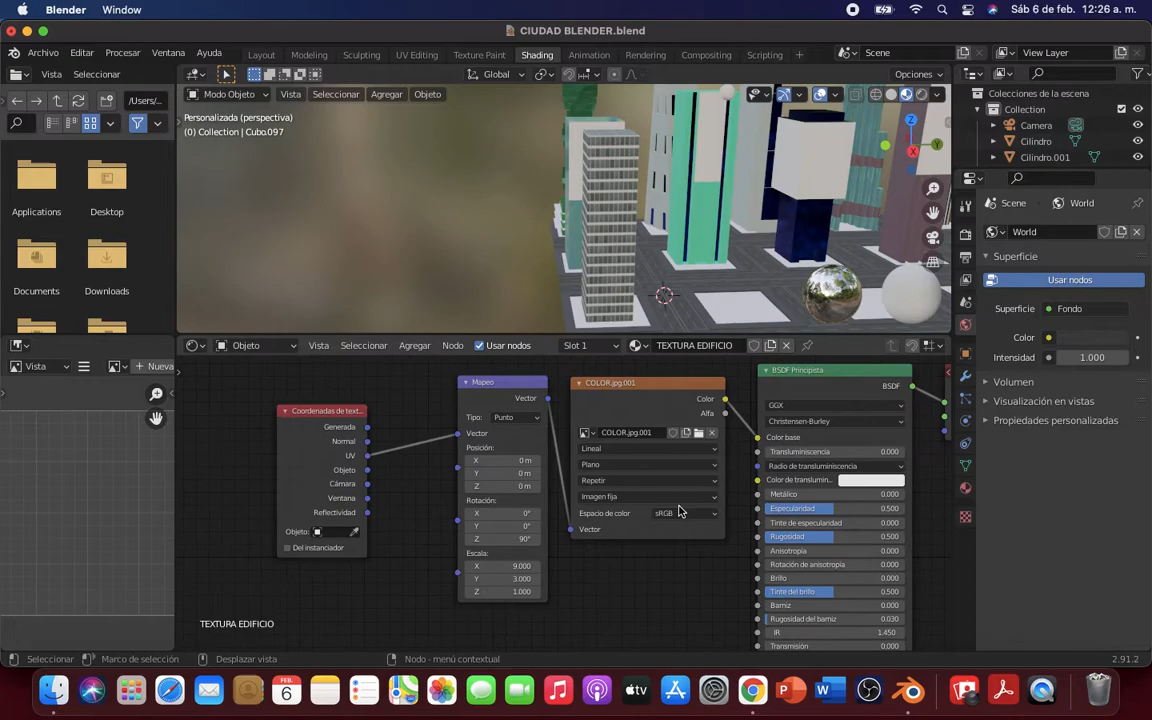 Blender Window Sáb 6 de feb. 12:26 a. m.
CIUDAD BLENDER.blend
Archivo Editar Procesar Ventana Ayuda Layout Modeling Sculpting UV Editing Texture Paint Shading Animation Rendering Compositing Scripting + Scene View Layer
Vista Seleccionar Global Opciones
/Users/... Modo Objeto Vista Seleccionar Agregar Objeto
Personalizada (perspectiva)
(0) Collection | Cubo.097
Applications Desktop
Documents Downloads
Z
Y
X
Colecciones de la escena
Collection
Camera
Cilindro
Cilindro.001
Scene World
World
Superficie
Usar nodos
Superficie Fondo
Color
Intensidad 1.000
Volumen
Visualización en vistas
Propiedades personalizadas
Vista + Nueva
Objeto Vista Seleccionar Agregar Nodo Usar nodos Slot 1 TEXTURA EDIFICIO
Coordenadas de text...
Generada
Normal
UV
Objeto
Cámara
Ventana
Reflectividad
Objeto:
Del instanciador
Mapeo
Vector
Tipo: Punto
Vector
Posición:
X 0 m
Y 0 m
Z 0 m
Rotación:
X 0°
Y 0°
Z 90°
Escala:
X 9.000
Y 3.000
Z 1.000
COLOR.jpg.001
Color
Alfa
COLOR.jpg.001
Lineal
Plano
Repetir
Imagen fija
Espacio de color sRGB
Vector
BSDF Principista
BSDF
GGX
Christensen-Burley
Color base
Transluminiscencia 0.000
Radio de transluminiscencia
Color de translumin...
Metálico 0.000
Especularidad 0.500
Tinte de especularidad 0.000
Rugosidad 0.500
Anisotropía 0.000
Rotación de anisotropía 0.000
Brillo 0.000
Tinte del brillo 0.500
Barniz 0.000
Rugosidad del barniz 0.030
IR 1.450
Transmisión 0.000
TEXTURA EDIFICIO
Seleccionar Marco de selección Desplazar vista Nodo - menú contextual 2.91.2
FEB
6
tv
P W